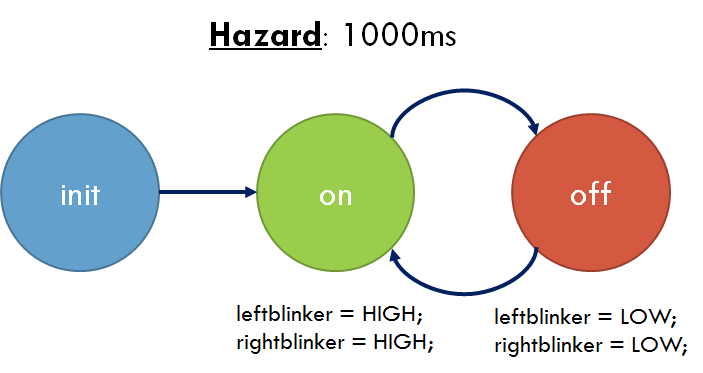 Hazard: 1000ms
init
on
off
leftblinker = HIGH;
rightblinker = HIGH;
leftblinker = LOW;
rightblinker = LOW;